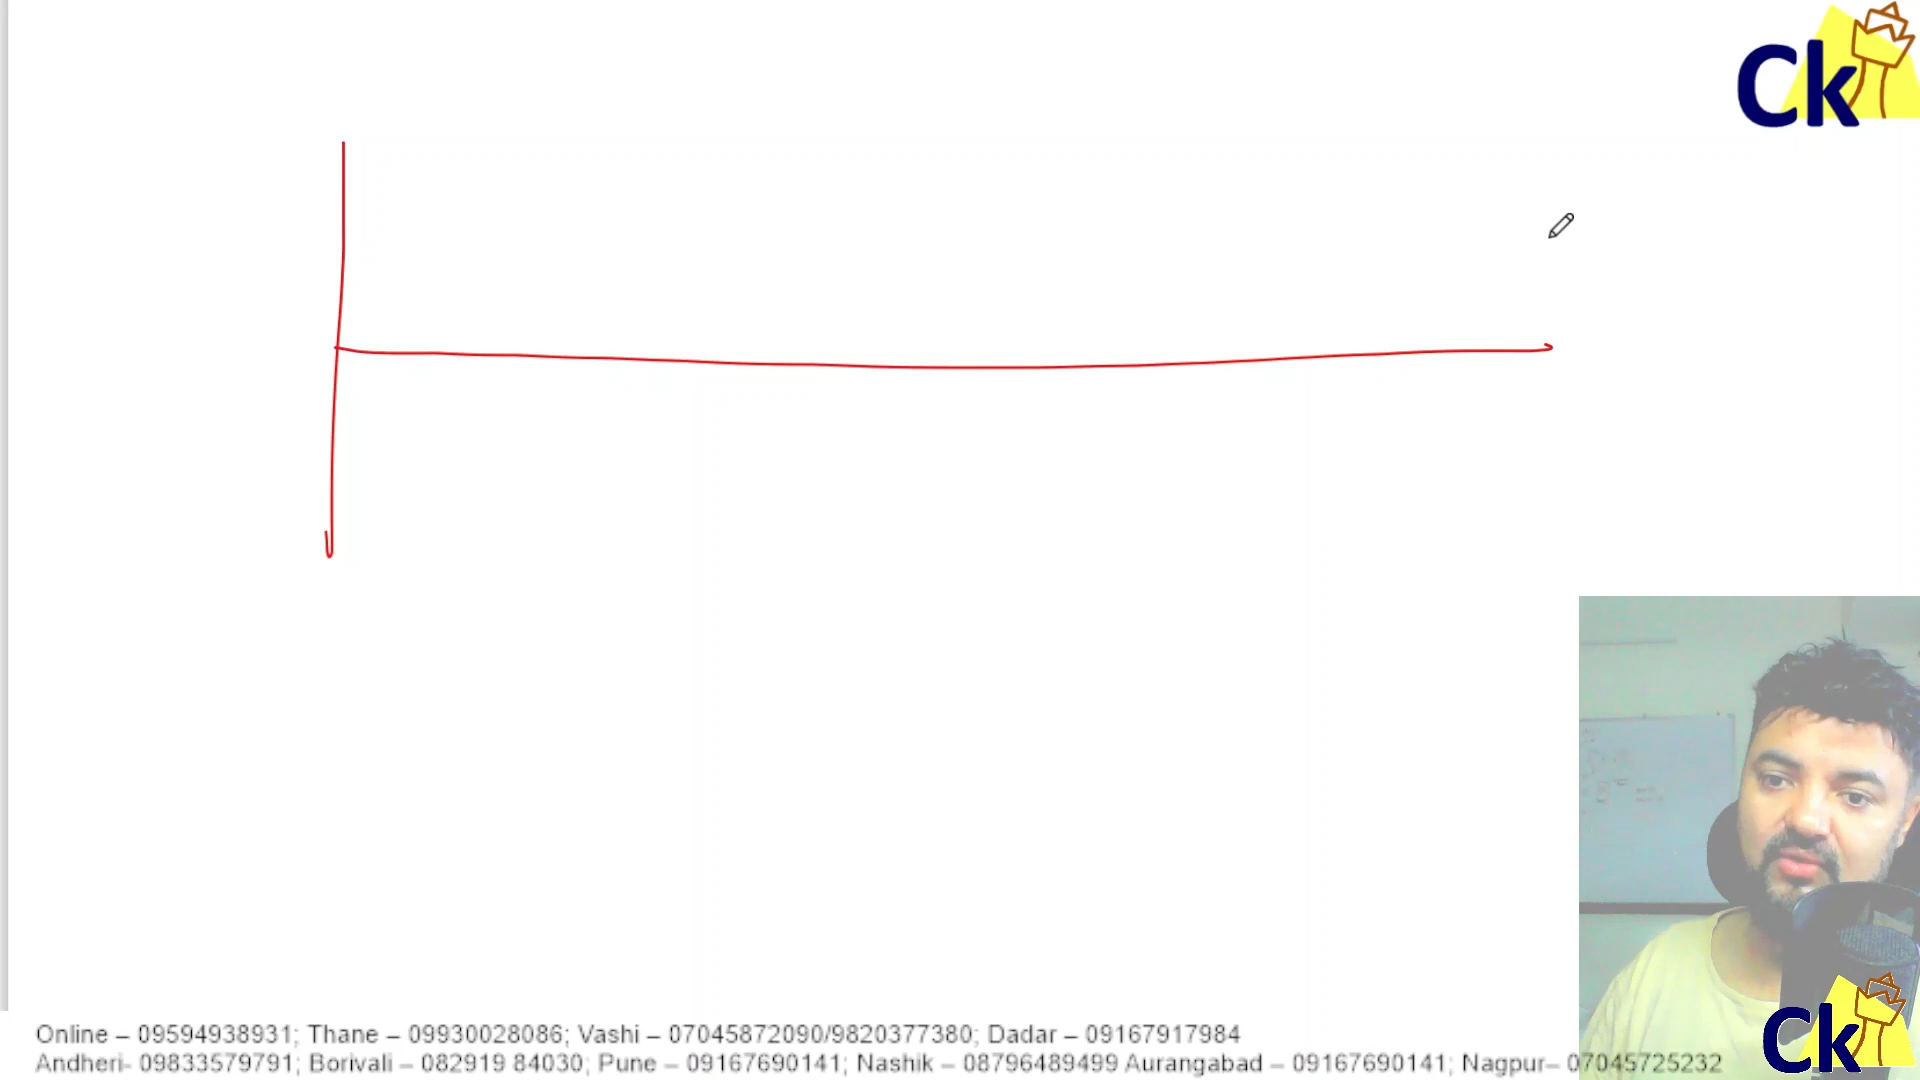 Ck
Online – 09594938931; Thane – 09930028086; Vashi – 07045872090/9820377380; Dadar – 09167917984
Andheri- 09833579791; Borivali – 082919 84030; Pune – 09167690141; Nashik – 08796489499 Aurangabad – 09167690141; Nagpur– 07045725232
Ck